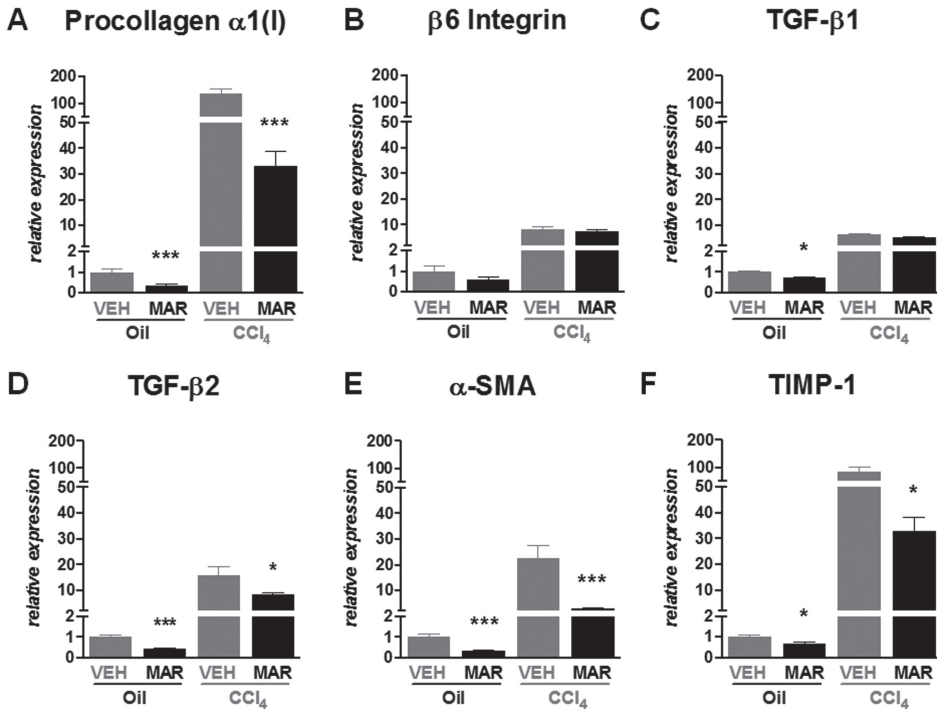 A Procollagen α1(I)
relative expression
200
100
50
40
30
20
10
2
1
0
***
***
VEH MAR VEH MAR
Oil CCl₄
B β6 Integrin
relative expression
200
100
50
40
30
20
10
2
1
0
VEH MAR VEH MAR
Oil CCl₄
C TGF-β1
relative expression
200
100
50
40
30
20
10
2
1
0
*
VEH MAR VEH MAR
Oil CCl₄
D TGF-β2
relative expression
200
100
50
40
30
20
10
2
1
0
***
*
VEH MAR VEH MAR
Oil CCl₄
E α-SMA
relative expression
200
100
50
40
30
20
10
2
1
0
***
***
VEH MAR VEH MAR
Oil CCl₄
F TIMP-1
relative expression
200
100
50
40
30
20
10
2
1
0
*
*
VEH MAR VEH MAR
Oil CCl₄